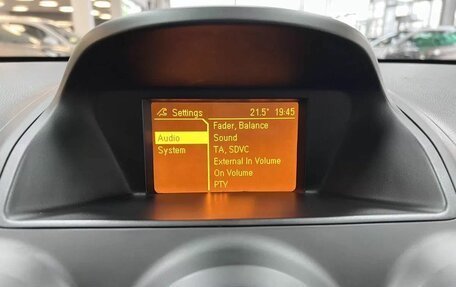 Settings 21.5° 19:45
Audio
System
Fader, Balance
Sound
TA, SDVC
External In Volume
On Volume
PTY